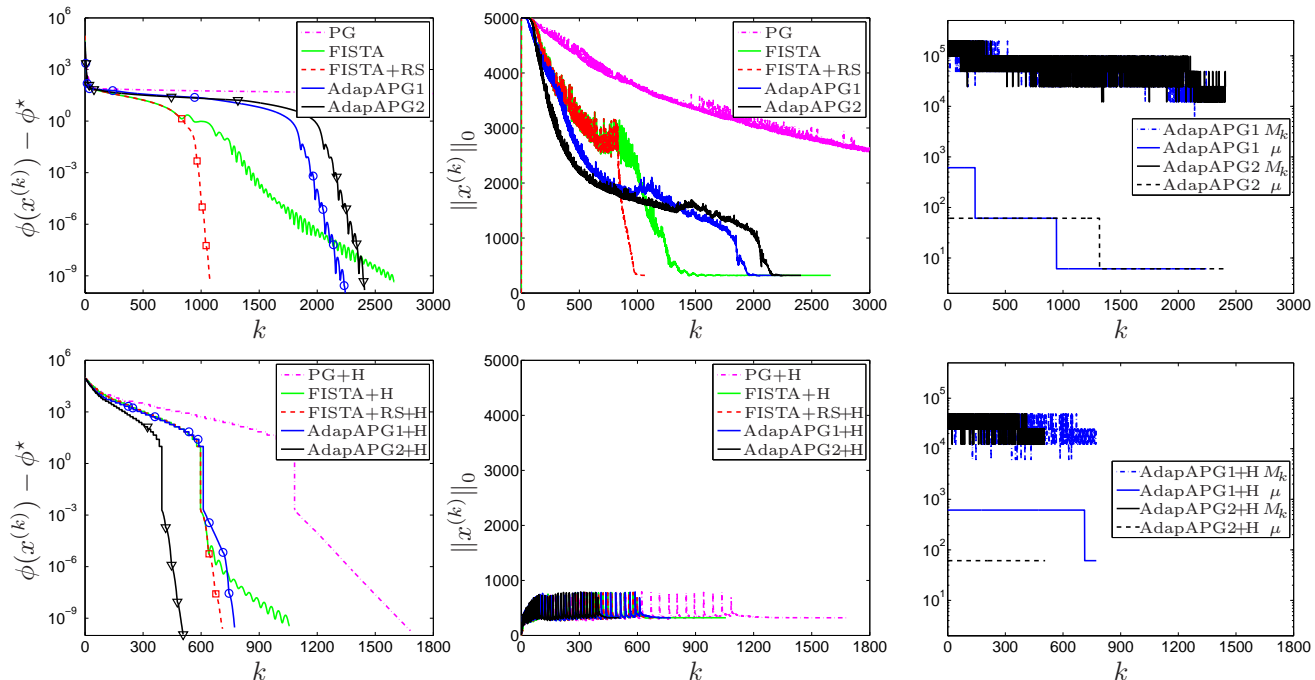 10^6
10^3
10^0
10^-3
10^-6
10^-9
ϕ(x^(k)) − ϕ*
0 500 1000 1500 2000 2500 3000
k
PG
FISTA
FISTA+RS
AdapAPG1
AdapAPG2
5000
4000
3000
2000
1000
0
||x^(k)||_0
0 500 1000 1500 2000 2500 3000
k
PG
FISTA
FISTA+RS
AdapAPG1
AdapAPG2
10^5
10^4
10^3
10^2
10^1
0 600 1200 1800 2400 3000
k
AdapAPG1 M_k
AdapAPG1 μ
AdapAPG2 M_k
AdapAPG2 μ
10^6
10^3
10^0
10^-3
10^-6
10^-9
ϕ(x^(k)) − ϕ*
0 300 600 900 1200 1500 1800
k
PG+H
FISTA+H
FISTA+RS+H
AdapAPG1+H
AdapAPG2+H
5000
4000
3000
2000
1000
0
||x^(k)||_0
0 300 600 900 1200 1500 1800
k
PG+H
FISTA+H
FISTA+RS+H
AdapAPG1+H
AdapAPG2+H
10^5
10^4
10^3
10^2
10^1
0 300 600 900 1200 1500 1800
k
AdapAPG1+H M_k
AdapAPG1+H μ
AdapAPG2+H M_k
AdapAPG2+H μ